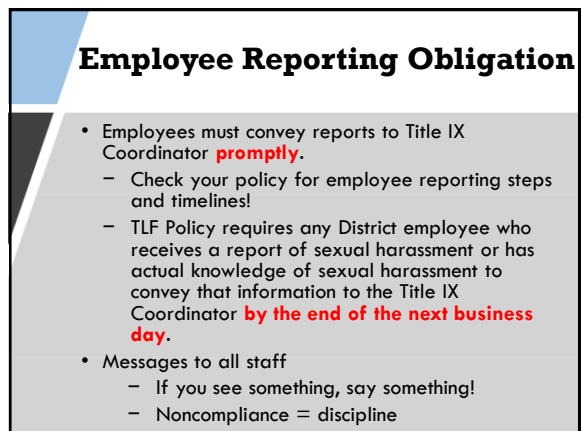 Employee Reporting Obligation
• Employees must convey reports to Title IX
Coordinator promptly.
– Check your policy for employee reporting steps
and timelines!
– TLF Policy requires any District employee who
receives a report of sexual harassment or has
actual knowledge of sexual harassment to
convey that information to the Title IX
Coordinator by the end of the next business
day.
• Messages to all staff
– If you see something, say something!
– Noncompliance = discipline